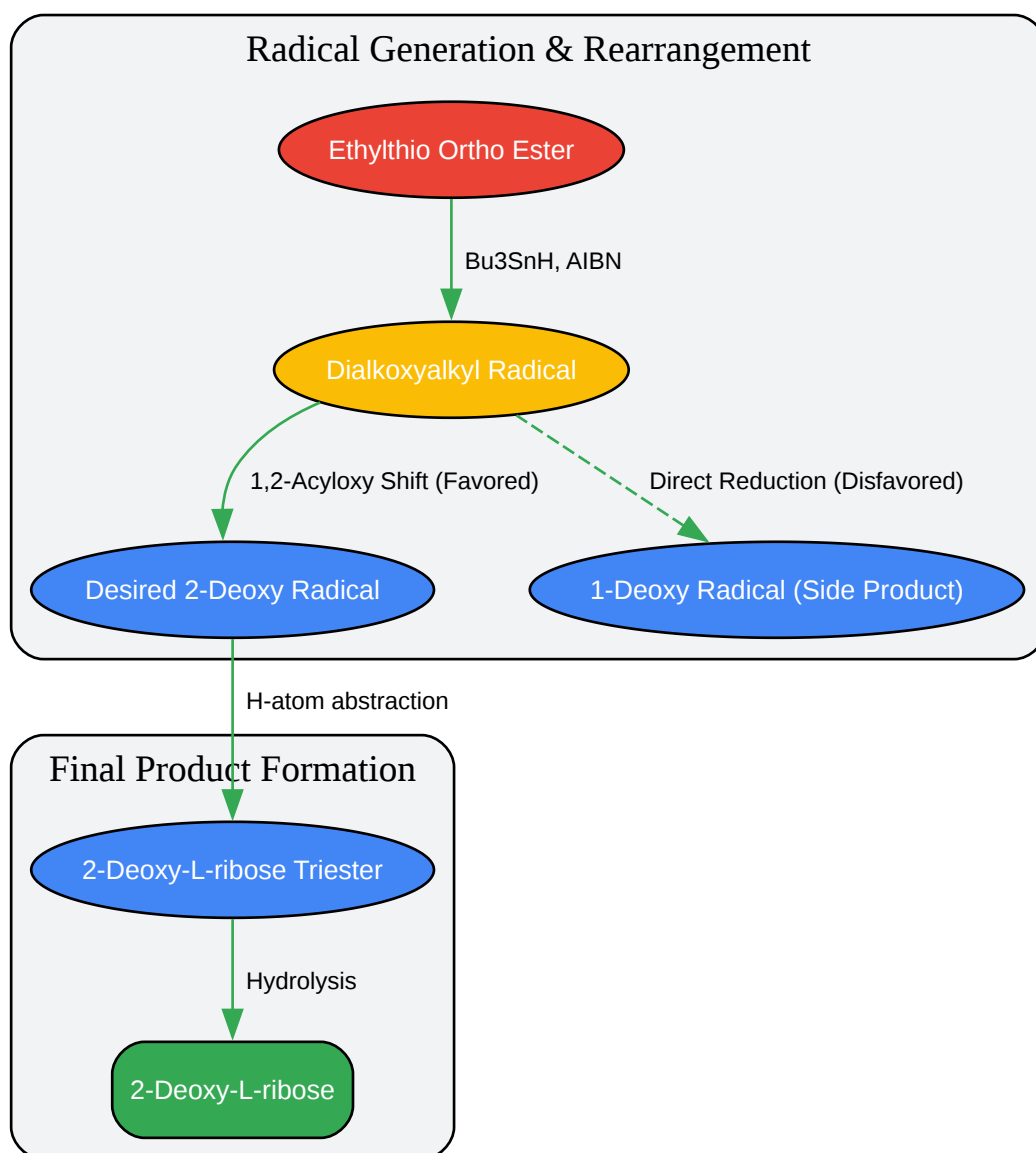 Radical Generation & Rearrangement
Ethylthio Ortho Ester
Bu3SnH, AIBN
Dialkoxyalkyl Radical
1,2-Acyloxy Shift (Favored)
Direct Reduction (Disfavored)
Desired 2-Deoxy Radical
1-Deoxy Radical (Side Product)
H-atom abstraction
Final Product Formation
2-Deoxy-L-ribose Triester
Hydrolysis
2-Deoxy-L-ribose